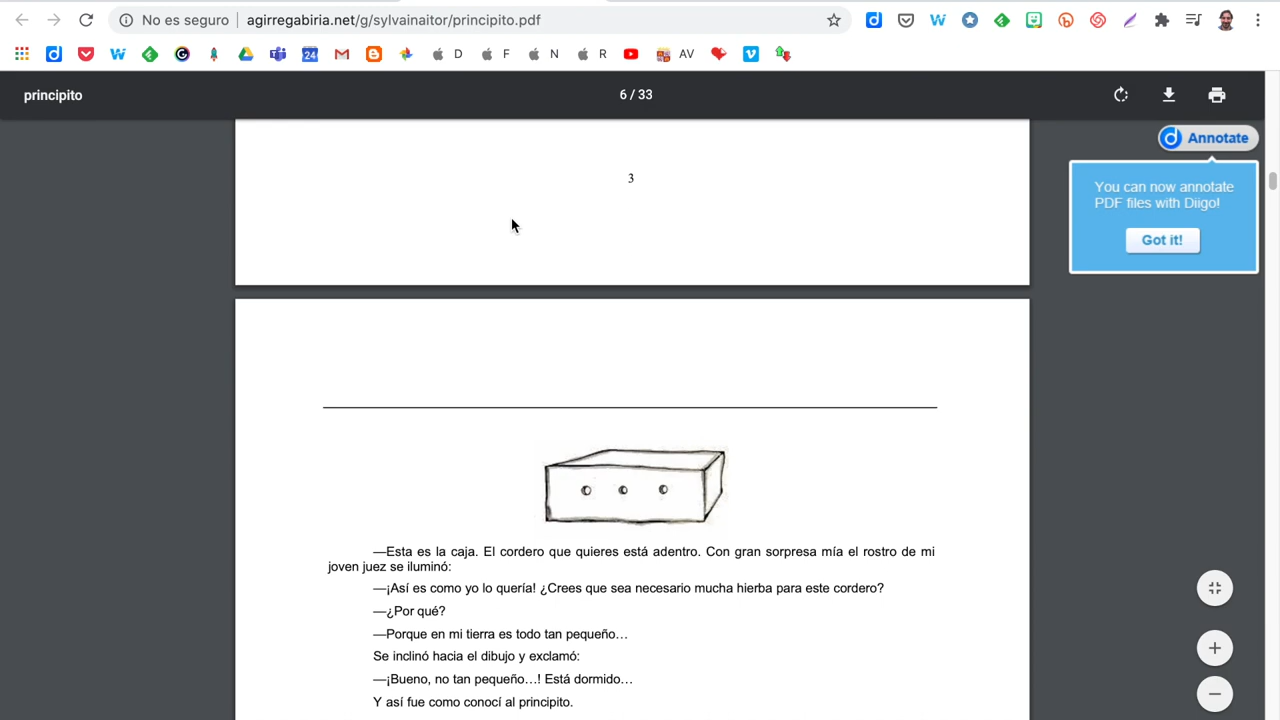 No es seguro | agirregabiria.net/g/sylvainaitor/principito.pdf
D F N R AV
principito
6 / 33
Annotate
You can now annotate
PDF files with Diigo!
Got it!
3
—Esta es la caja. El cordero que quieres está adentro. Con gran sorpresa mía el rostro de mi
joven juez se iluminó:
—¡Así es como yo lo quería! ¿Crees que sea necesario mucha hierba para este cordero?
—¿Por qué?
—Porque en mi tierra es todo tan pequeño…
Se inclinó hacia el dibujo y exclamó:
—¡Bueno, no tan pequeño…! Está dormido…
Y así fue como conocí al principito.